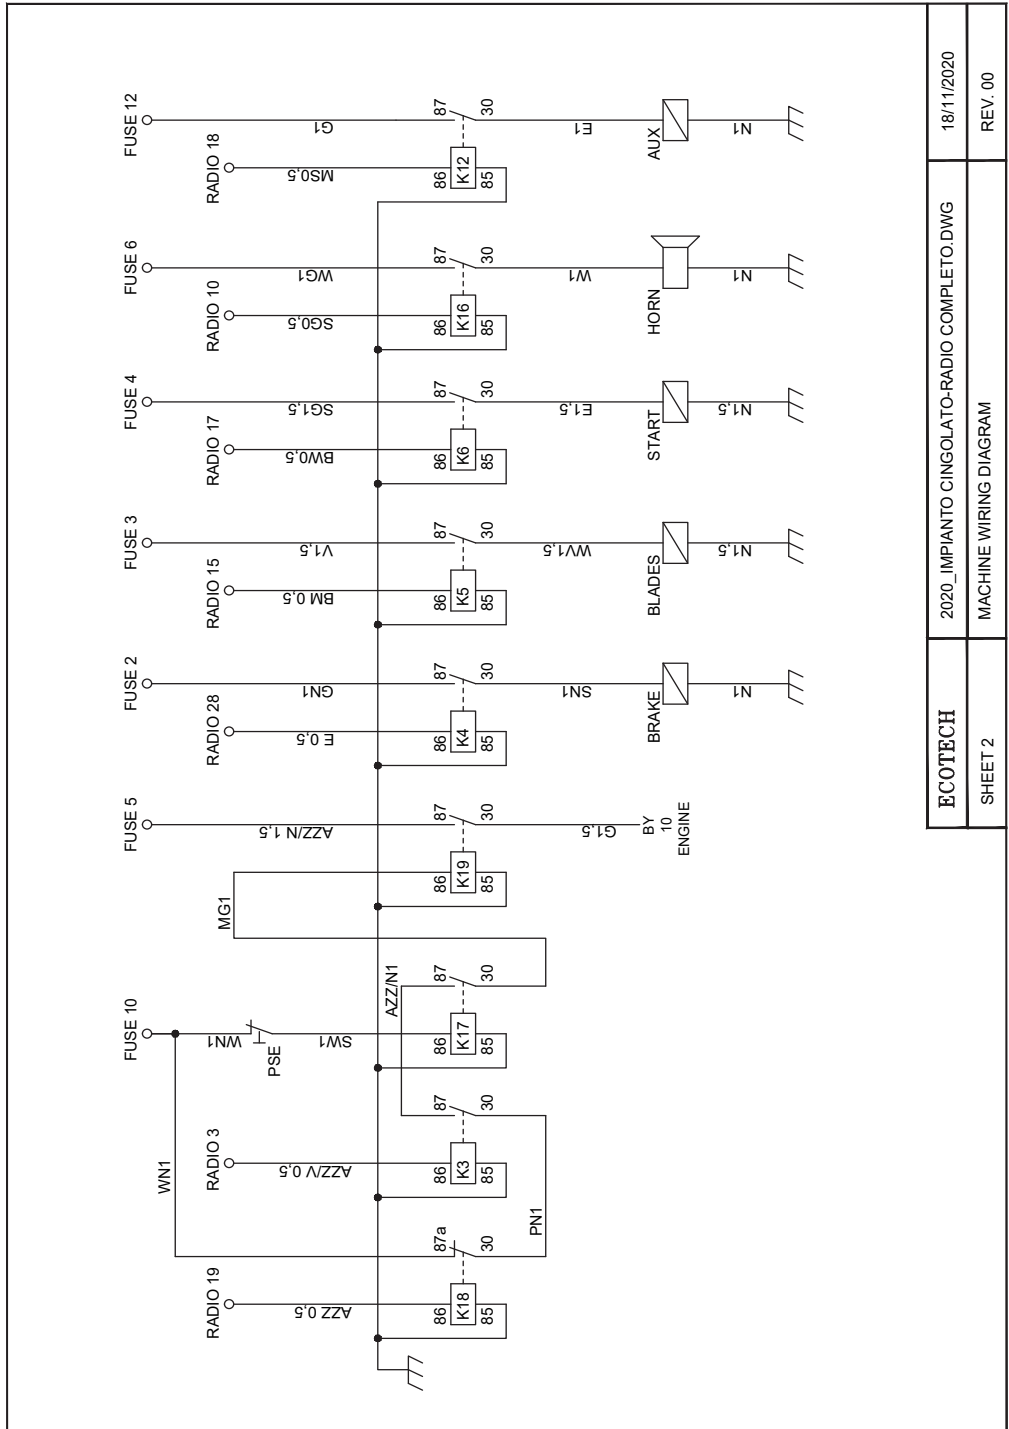 FUSE 12
RADIO 18
G1
MS0,5
87
30
86
85
K12
E1
AUX
N1
FUSE 6
RADIO 10
WG1
SG0,5
87
30
86
85
K16
W1
HORN
N1
FUSE 4
RADIO 17
SG1,5
BW0,5
87
30
86
85
K6
E1,5
START
N1,5
FUSE 3
RADIO 15
V1,5
BM 0,5
87
30
86
85
K5
WV1,5
BLADES
N1,5
FUSE 2
RADIO 28
GN1
E 0,5
87
30
86
85
K4
SN1
BRAKE
N1
FUSE 5
AZZ/N 1,5
MG1
87
30
86
85
K19
G1,5
BY
10
ENGINE
FUSE 10
WN1
PSE
SW1
AZZ/N1
87
30
86
85
K17
WN1
RADIO 3
AZZ/V 0,5
87
30
86
85
K3
PN1
RADIO 19
AZZ 0,5
87a
30
86
85
K18
ECOTECH
2020_IMPIANTO CINGOLATO-RADIO COMPLETO.DWG
18/11/2020
SHEET 2
MACHINE WIRING DIAGRAM
REV. 00